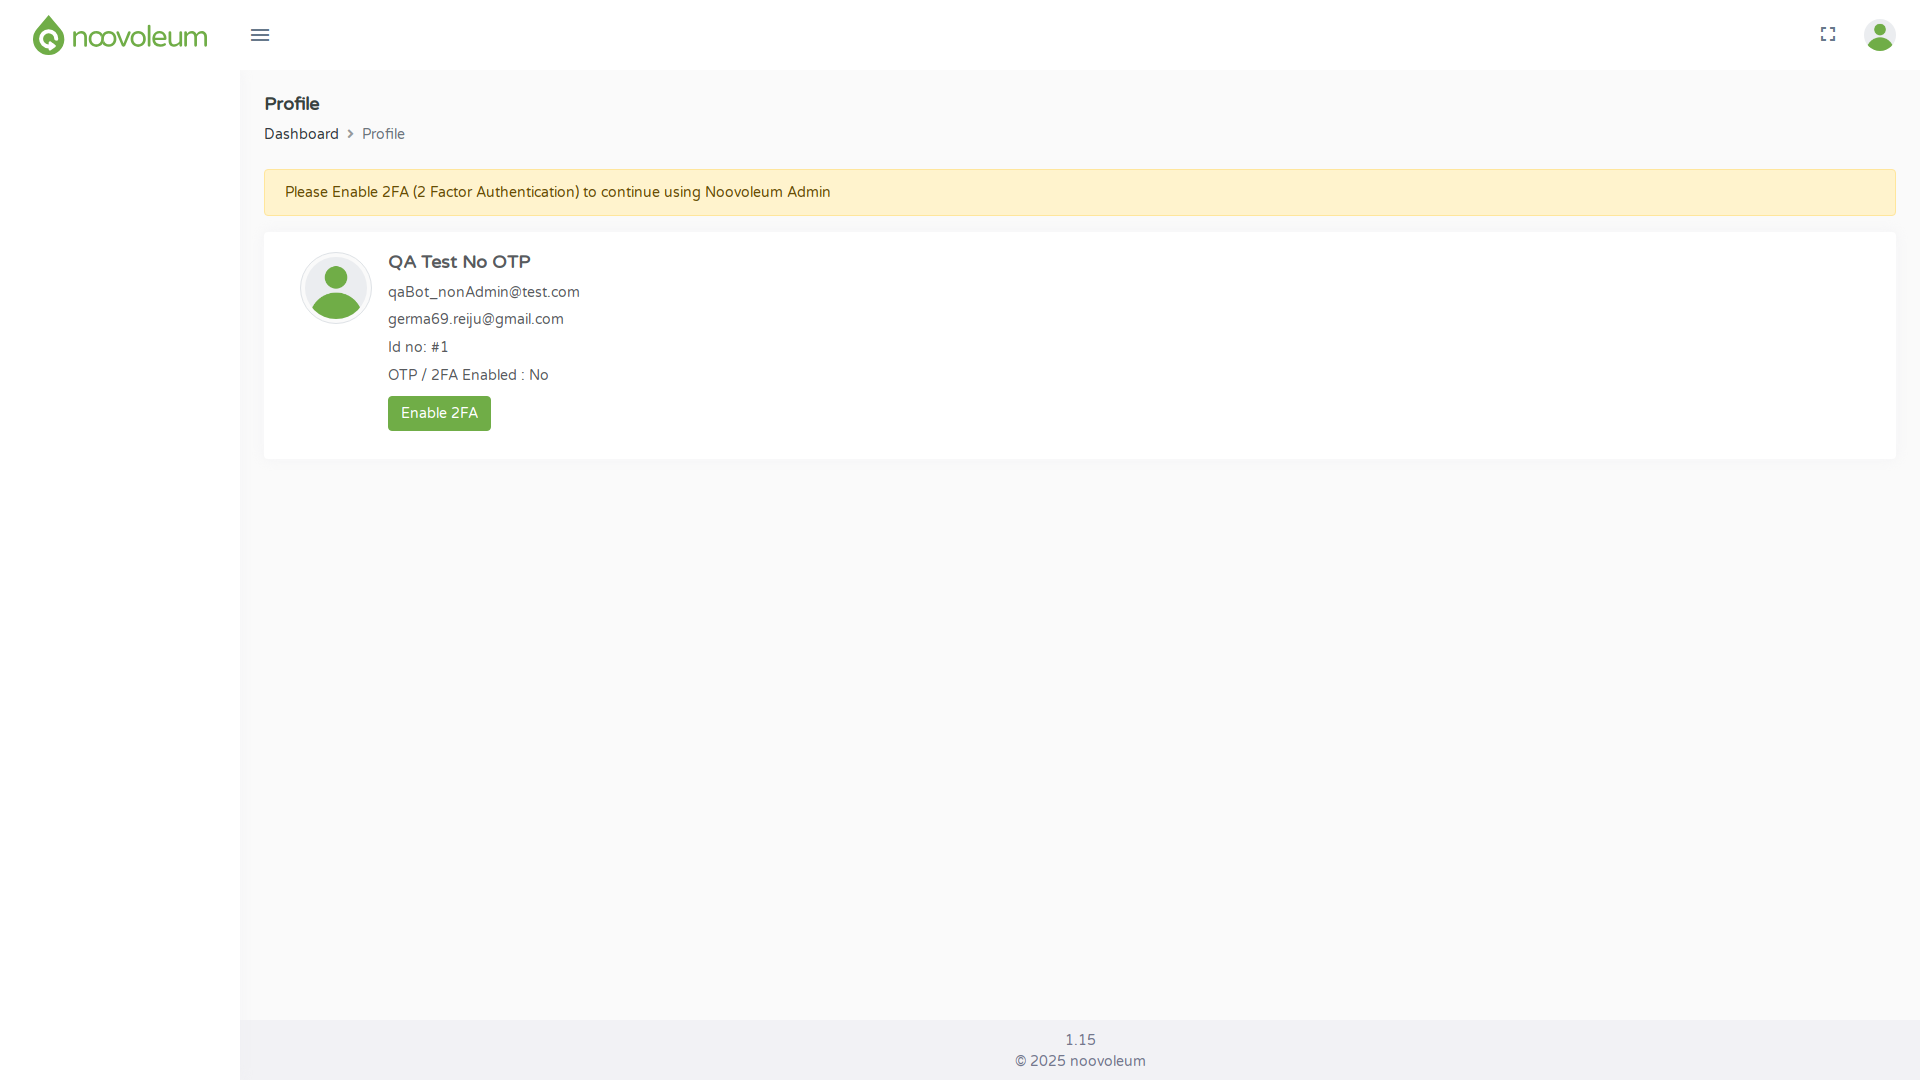 noovoleum
Profile
Dashboard > Profile
Please Enable 2FA (2 Factor Authentication) to continue using Noovoleum Admin
QA Test No OTP
qaBot_nonAdmin@test.com
germa69.reiju@gmail.com
Id no: #1
OTP / 2FA Enabled : No
Enable 2FA
1.15
© 2025 noovoleum